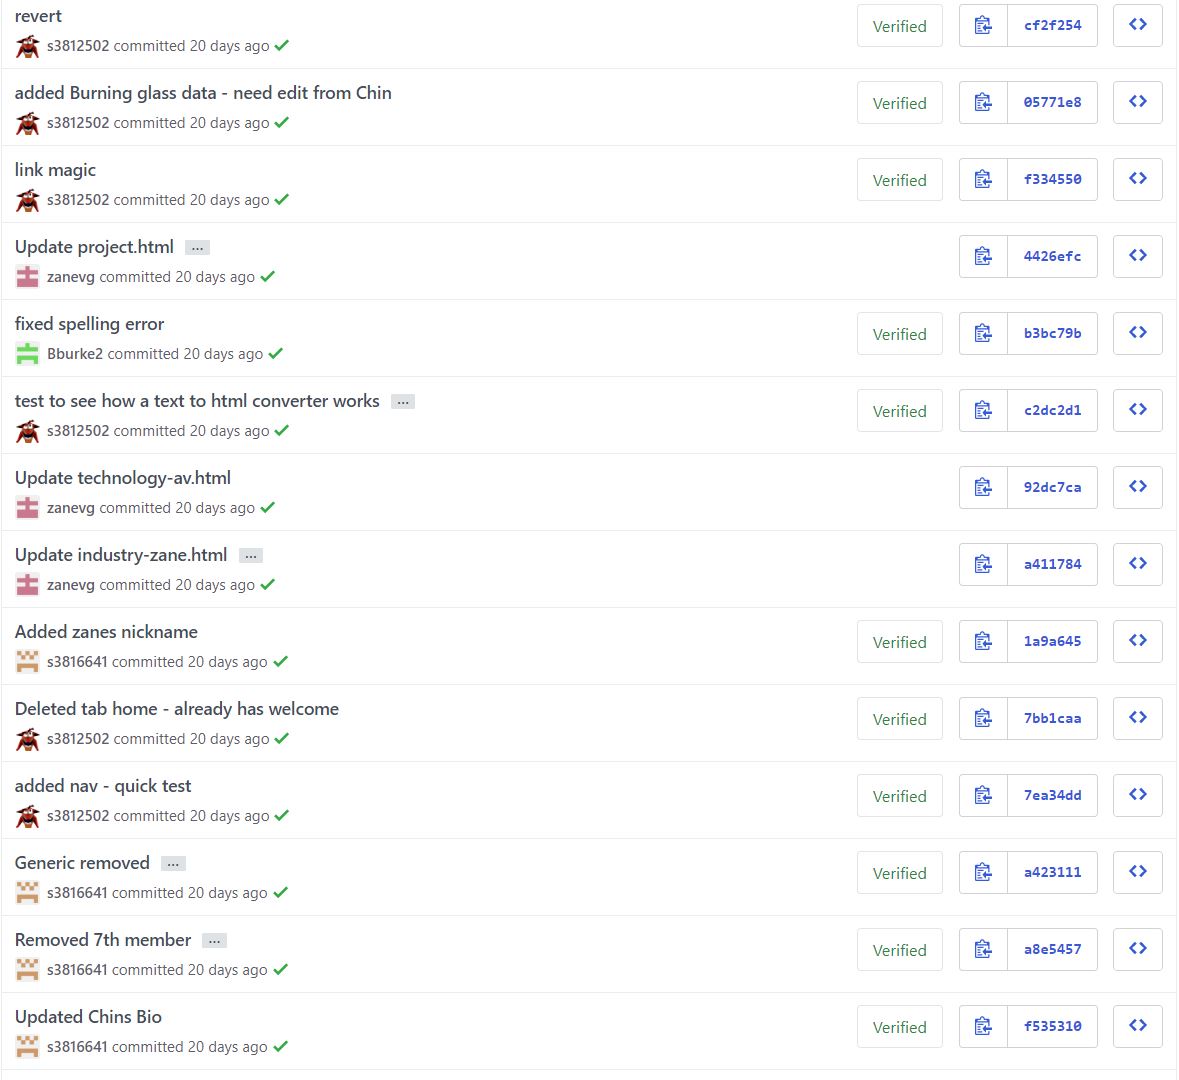 revert
s3812502 committed 20 days ago
Verified
cf2f254
added Burning glass data - need edit from Chin
s3812502 committed 20 days ago
Verified
05771e8
link magic
s3812502 committed 20 days ago
Verified
f334550
Update project.html ...
zanevg committed 20 days ago
4426efc
fixed spelling error
Bburke2 committed 20 days ago
Verified
b3bc79b
test to see how a text to html converter works ...
s3812502 committed 20 days ago
Verified
c2dc2d1
Update technology-av.html
zanevg committed 20 days ago
92dc7ca
Update industry-zane.html ...
zanevg committed 20 days ago
a411784
Added zanes nickname
s3816641 committed 20 days ago
Verified
1a9a645
Deleted tab home - already has welcome
s3812502 committed 20 days ago
Verified
7bb1caa
added nav - quick test
s3812502 committed 20 days ago
Verified
7ea34dd
Generic removed ...
s3816641 committed 20 days ago
Verified
a423111
Removed 7th member ...
s3816641 committed 20 days ago
Verified
a8e5457
Updated Chins Bio
s3816641 committed 20 days ago
Verified
f535310